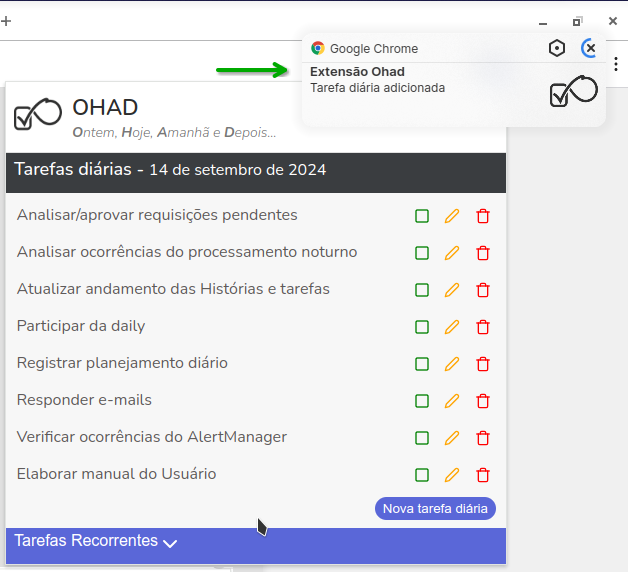 Google Chrome
Extensão Ohad
Tarefa diária adicionada
OHAD
Ontem, Hoje, Amanhã e Depois...
Tarefas diárias - 14 de setembro de 2024
Analisar/aprovar requisições pendentes
Analisar ocorrências do processamento noturno
Atualizar andamento das Histórias e tarefas
Participar da daily
Registrar planejamento diário
Responder e-mails
Verificar ocorrências do AlertManager
Elaborar manual do Usuário
Nova tarefa diária
Tarefas Recorrentes